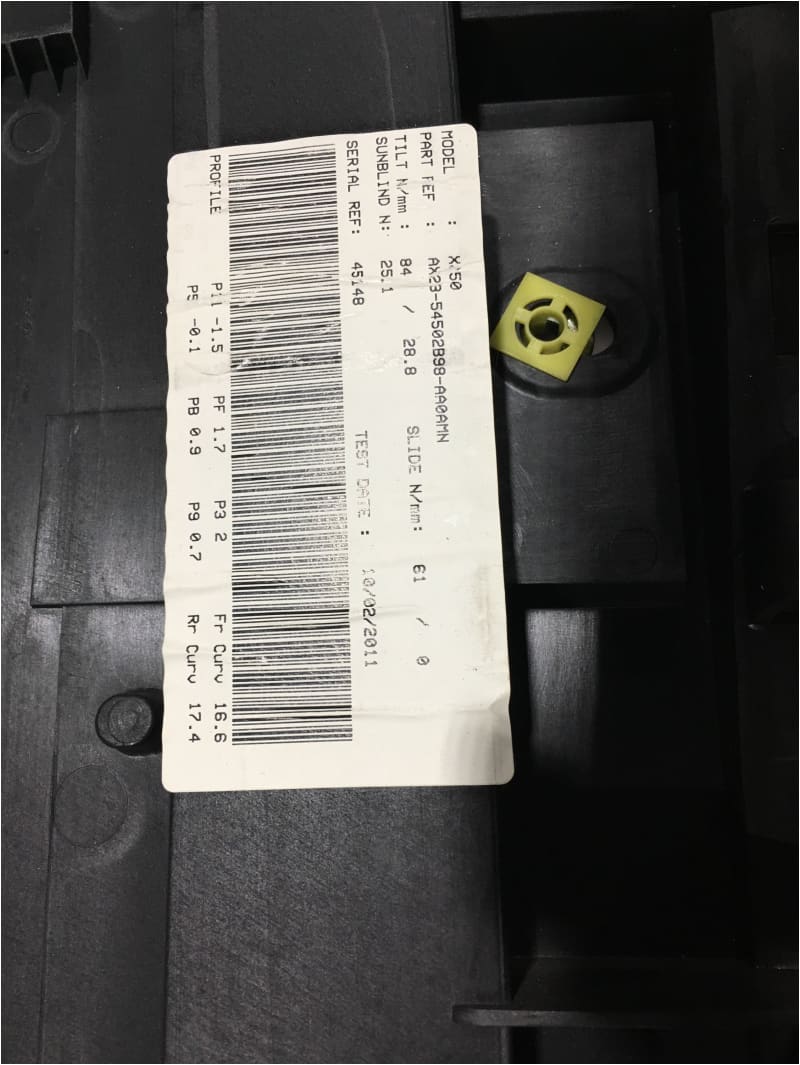 MODEL : X250
PART REF : AX23-54502B98-AA0AMN
TILT N/mm : 84 / 28.8 SLIDE N/mm: 61 / 0
SUNBLIND N: 25.1
SERIAL REF: 45148 TEST DATE : 10/02/2011
PROFILE P11 -1.5 PF 1.7 P3 2 Fr Curv 16.6
P5 -0.1 PB 0.9 P9 0.7 Rr Curv 17.4